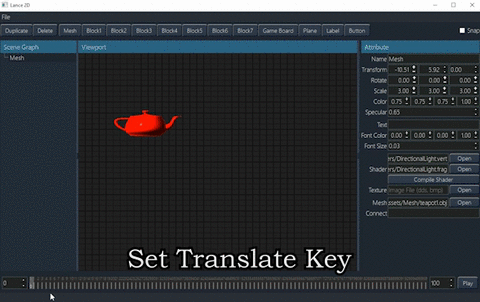 Lance 2D
File
Duplicate Delete Mesh Block1 Block2 Block3 Block4 Block5 Block6 Block7 Game Board Plane Label Button Snap
Scene Graph
Mesh
Viewport
Attribute
Name Mesh
Transform -10.51 5.92 0.00
Rotate 0.00 0.00 0.00
Scale 3.00 3.00 3.00
Color 0.75 0.75 0.75 1.00
Specular 0.65
Text
Font Color 0.00 0.00 0.00 1.00
Font Size 0.03
Shader ers/DirectionalLight.vert Open
ers/DirectionalLight.frag Open
Compile Shader
Texture Image File (dds, bmp) Open
Mesh ssets/Mesh/teapct1.obj Open
Connect
Set Translate Key
0 100 Play